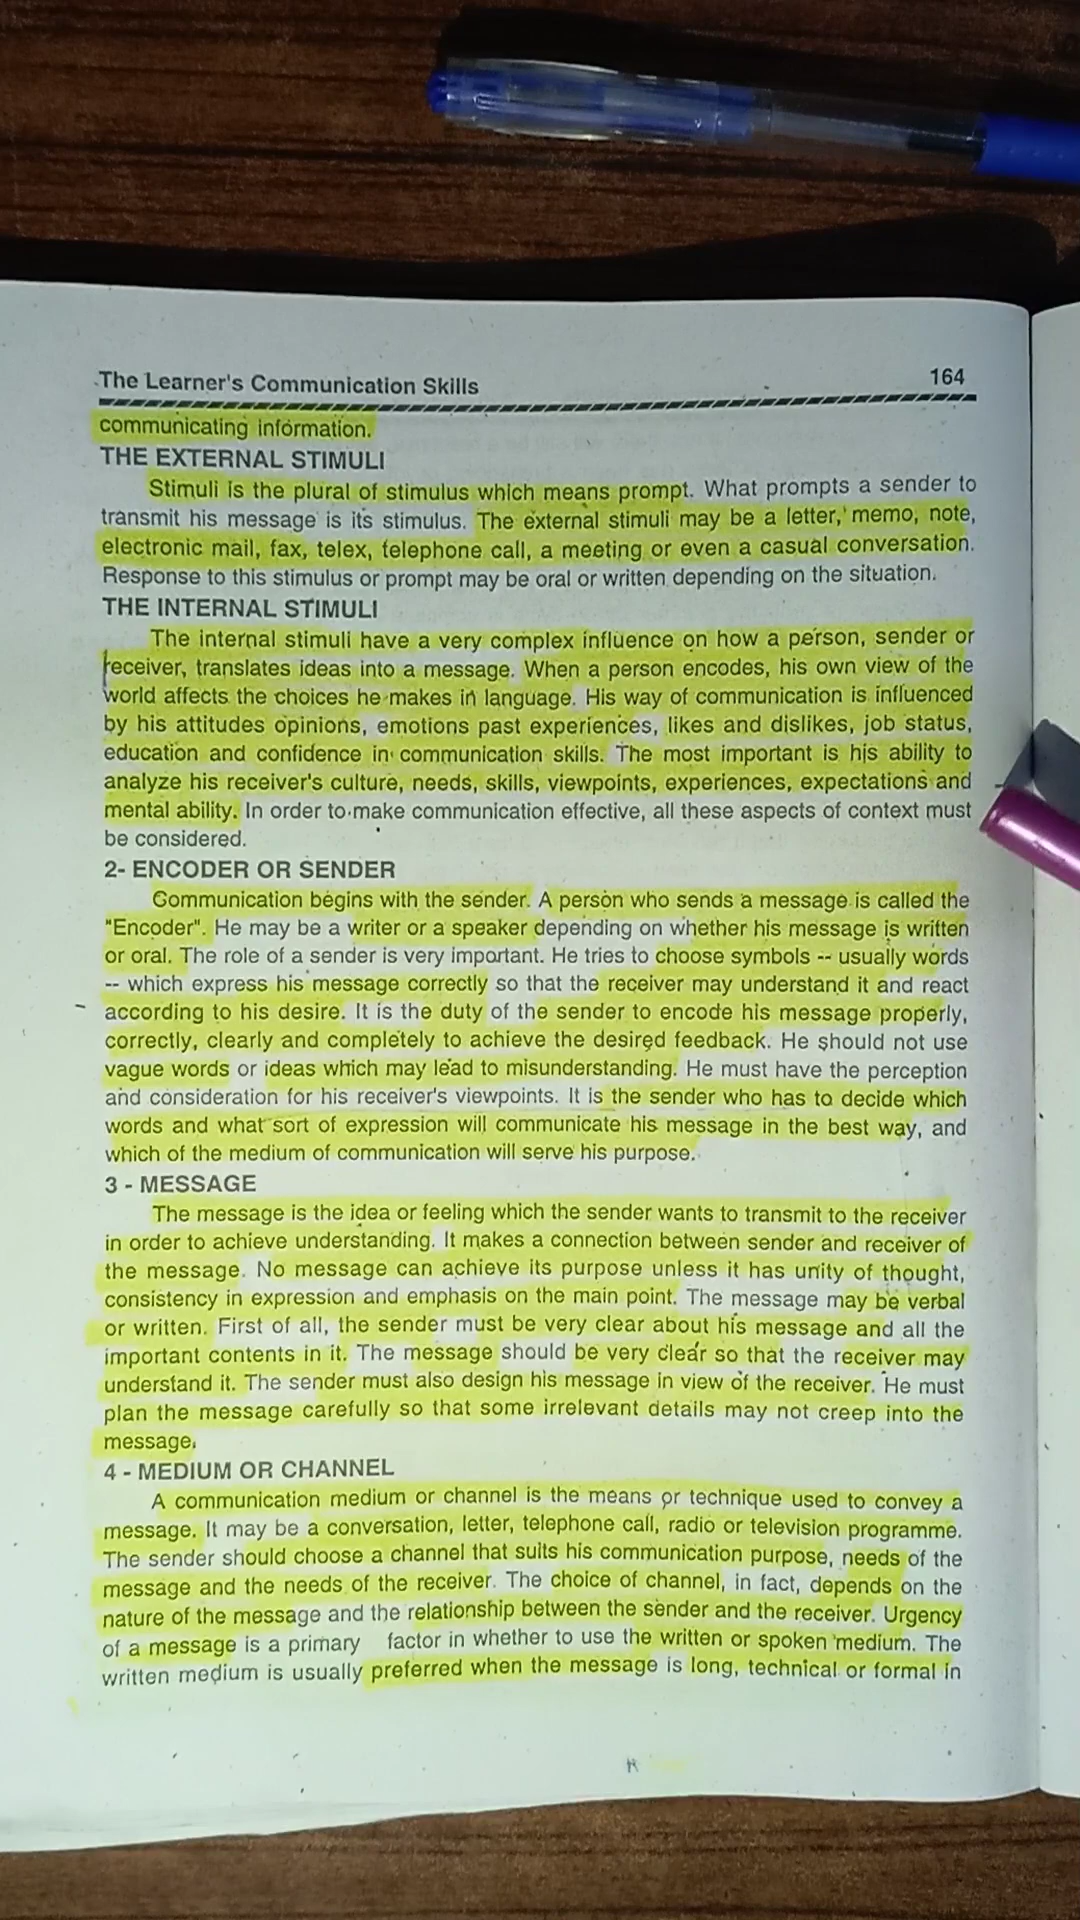 The Learner's Communication Skills 164
communicating information.
THE EXTERNAL STIMULI
Stimuli is the plural of stimulus which means prompt. What prompts a sender to
transmit his message is its stimulus. The external stimuli may be a letter, memo, note,
electronic mail, fax, telex, telephone call, a meeting or even a casual conversation.
Response to this stimulus or prompt may be oral or written depending on the situation.
THE INTERNAL STIMULI
The internal stimuli have a very complex influence on how a person, sender or
receiver, translates ideas into a message. When a person encodes, his own view of the
world affects the choices he makes in language. His way of communication is influenced
by his attitudes opinions, emotions past experiences, likes and dislikes, job status,
education and confidence in communication skills. The most important is his ability to
analyze his receiver's culture, needs, skills, viewpoints, experiences, expectations and
mental ability. In order to make communication effective, all these aspects of context must
be considered.
2- ENCODER OR SENDER
Communication begins with the sender. A person who sends a message is called the
"Encoder". He may be a writer or a speaker depending on whether his message is written
or oral. The role of a sender is very important. He tries to choose symbols -- usually words
-- which express his message correctly so that the receiver may understand it and react
according to his desire. It is the duty of the sender to encode his message properly,
correctly, clearly and completely to achieve the desired feedback. He should not use
vague words or ideas which may lead to misunderstanding. He must have the perception
and consideration for his receiver's viewpoints. It is the sender who has to decide which
words and what sort of expression will communicate his message in the best way, and
which of the medium of communication will serve his purpose.
3 - MESSAGE
The message is the idea or feeling which the sender wants to transmit to the receiver
in order to achieve understanding. It makes a connection between sender and receiver of
the message. No message can achieve its purpose unless it has unity of thought,
consistency in expression and emphasis on the main point. The message may be verbal
or written. First of all, the sender must be very clear about his message and all the
important contents in it. The message should be very clear so that the receiver may
understand it. The sender must also design his message in view of the receiver. He must
plan the message carefully so that some irrelevant details may not creep into the
message.
4 - MEDIUM OR CHANNEL
A communication medium or channel is the means or technique used to convey a
message. It may be a conversation, letter, telephone call, radio or television programme.
The sender should choose a channel that suits his communication purpose, needs of the
message and the needs of the receiver. The choice of channel, in fact, depends on the
nature of the message and the relationship between the sender and the receiver. Urgency
of a message is a primary factor in whether to use the written or spoken medium. The
written medium is usually preferred when the message is long, technical or formal in